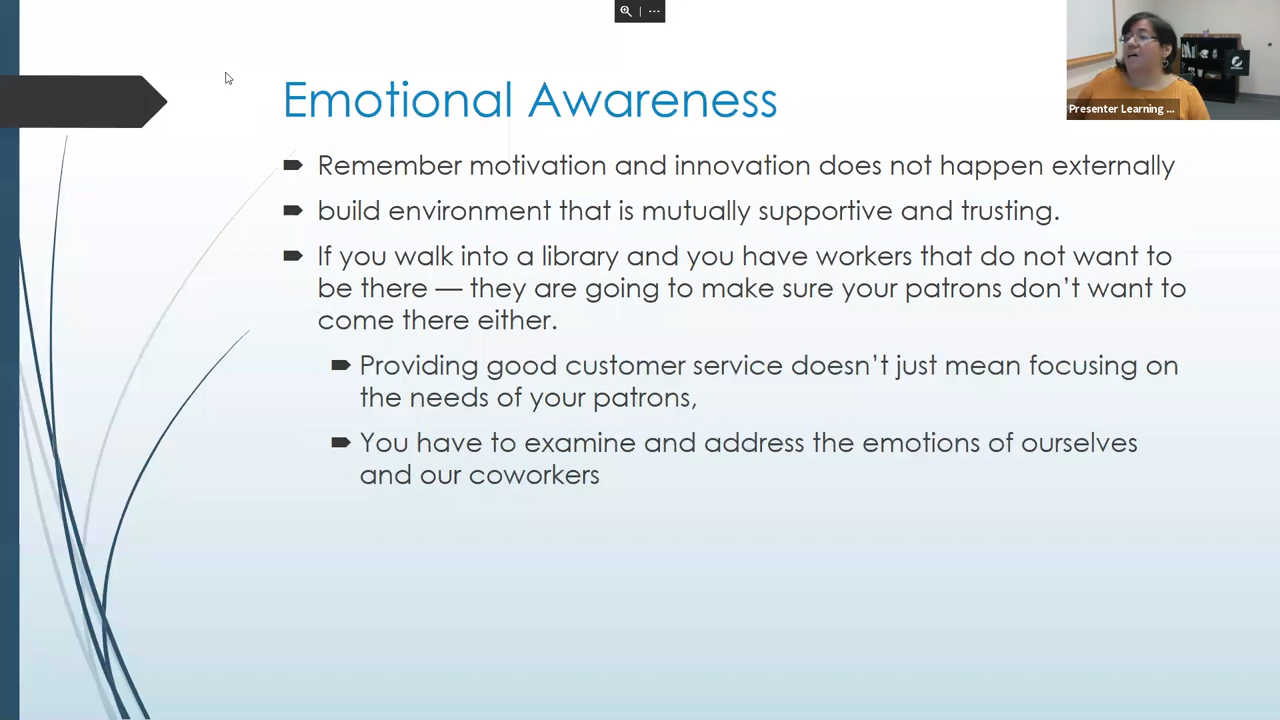 Emotional Awareness
Remember motivation and innovation does not happen externally
build environment that is mutually supportive and trusting.
If you walk into a library and you have workers that do not want to
be there — they are going to make sure your patrons don’t want to
come there either.
Providing good customer service doesn’t just mean focusing on
the needs of your patrons,
You have to examine and address the emotions of ourselves
and our coworkers
Presenter Learning ...